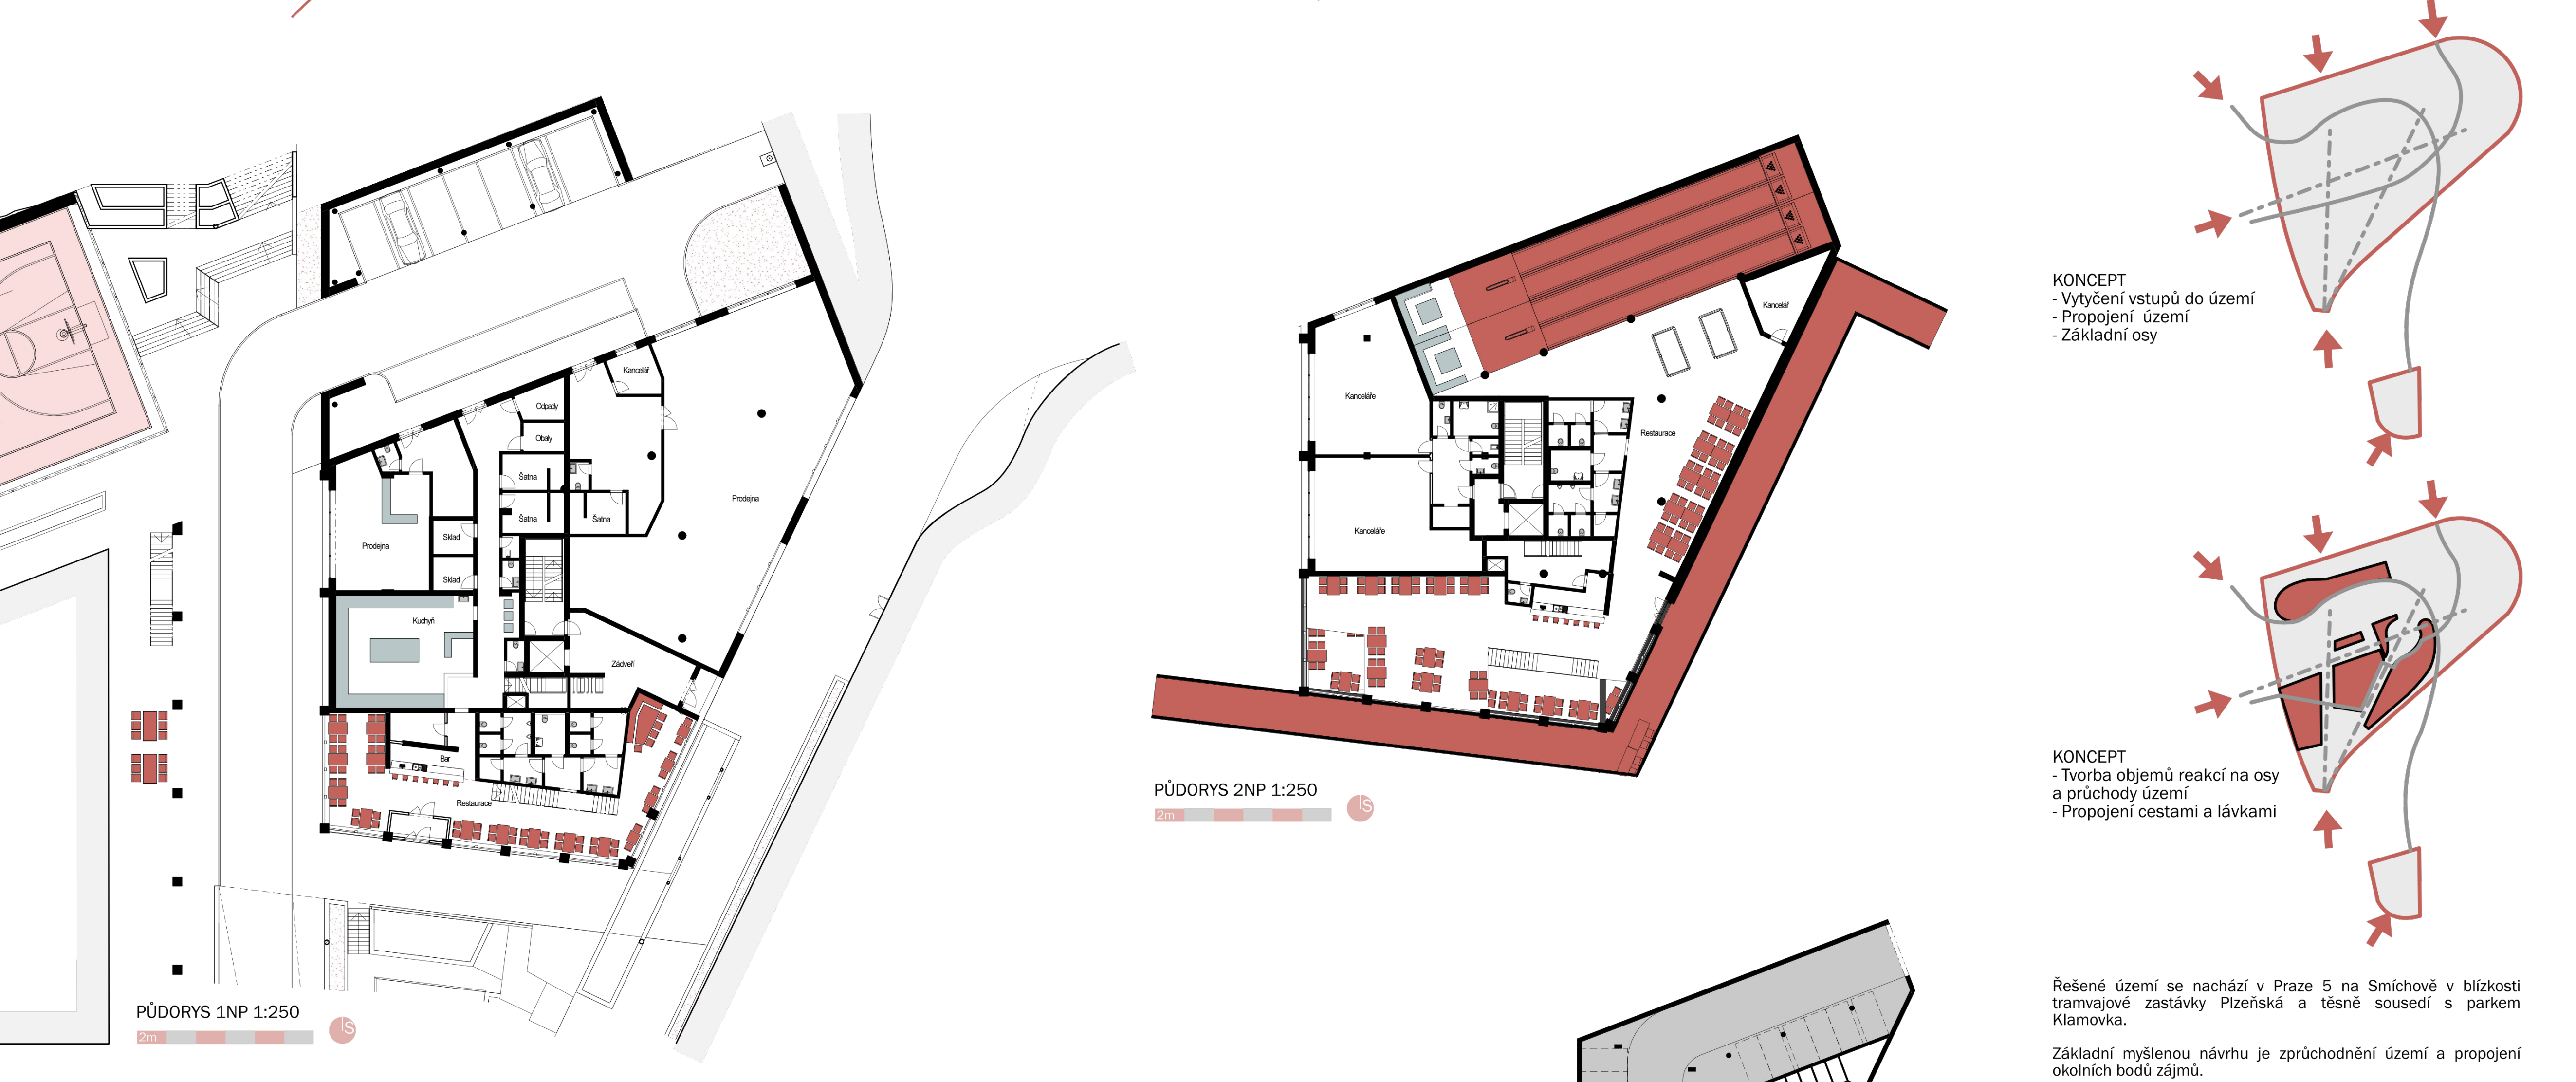 Kancelář
Odpady
Obaly
Šatna
Šatna
Šatna
Prodejna
Prodejna
Sklad
Sklad
Kuchyň
Zádveří
Bar
Restaurace
PŮDORYS 1NP 1:250
2m
S
Kancelář
Kanceláře
Restaurace
Kanceláře
PŮDORYS 2NP 1:250
2m
S
KONCEPT
- Vytyčení vstupů do území
- Propojení území
- Základní osy
KONCEPT
- Tvorba objemů reakcí na osy
a průchody území
- Propojení cestami a lávkami
Řešené území se nachází v Praze 5 na Smíchově v blízkosti
tramvajové zastávky Plzeňská a těsně sousedí s parkem
Klamovka.
Základní myšlenou návrhu je zprůchodnění území a propojení
okolních bodů zájmů.